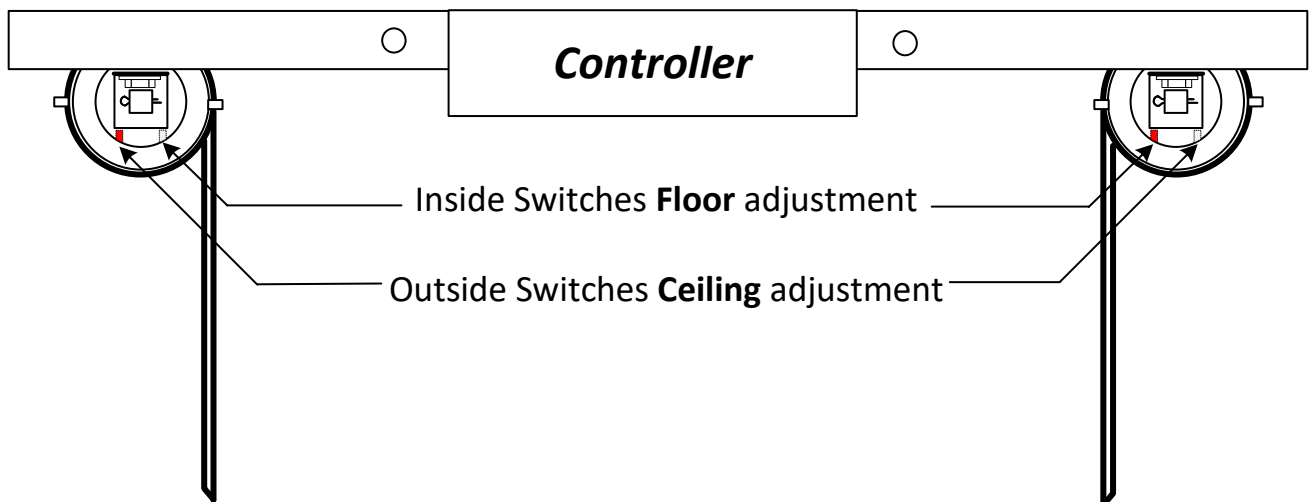 Controller
Inside Switches Floor adjustment
Outside Switches Ceiling adjustment